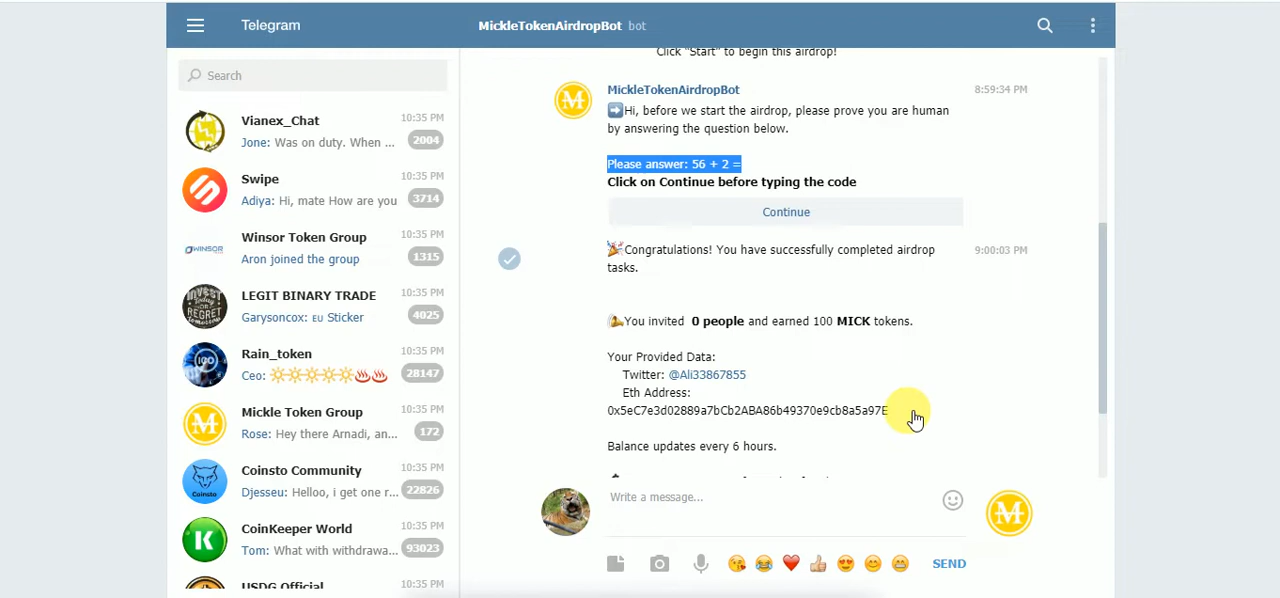 Telegram
MickleTokenAirdropBot bot
Search
Vianex_Chat 10:35 PM
Jone: Was on duty. When ... 2004
Swipe 10:35 PM
Adiya: Hi, mate How are you 3714
Winsor Token Group 10:35 PM
WINSOR
Aron joined the group 1315
LEGIT BINARY TRADE 10:35 PM
INVEST Today OR REGRET Tomorrow
Garysoncox: EU Sticker 4025
Rain_token 10:35 PM
ICO
Ceo: 28147
Mickle Token Group 10:35 PM
Rose: Hey there Arnadi, an... 172
Coinsto Community 10:35 PM
Djesseu: Helloo, i get one r... 22826
CoinKeeper World 10:35 PM
Tom: What with withdrawa... 93023
USDG Official 10:35 PM
Click "Start" to begin this airdrop!
MickleTokenAirdropBot 8:59:34 PM
➡Hi, before we start the airdrop, please prove you are human
by answering the question below.
Please answer: 56 + 2 =
Click on Continue before typing the code
Continue
🎉Congratulations! You have successfully completed airdrop 9:00:03 PM
tasks.
You invited 0 people and earned 100 MICK tokens.
Your Provided Data:
Twitter: @Ali33867855
Eth Address:
0x5eC7e3d02889a7bCb2ABA86b49370e9cb8a5a97E
Balance updates every 6 hours.
Write a message...
SEND